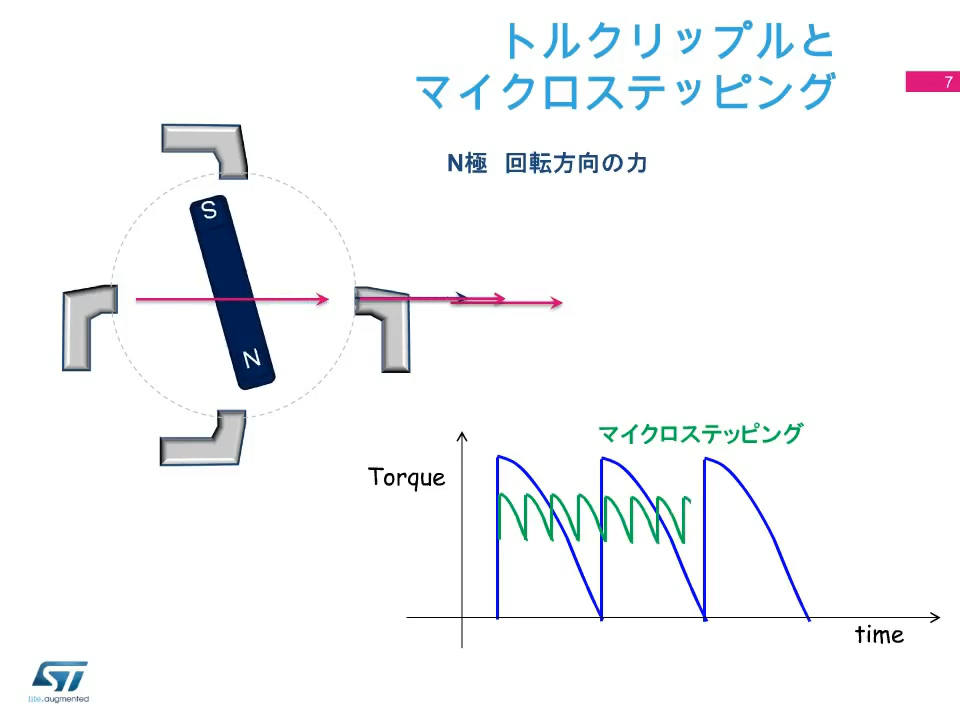 トルクリップルと
マイクロステッピング
7
N極 回転方向の力
S
N
マイクロステッピング
Torque
time
ST
life.augmented